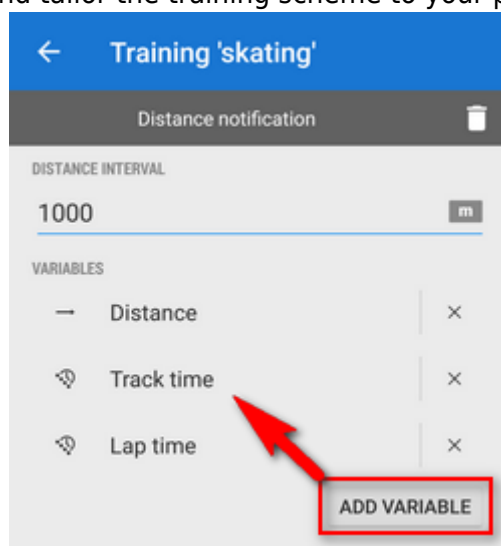 nd tailor the training scheme to your p
Training 'skating'
Distance notification
DISTANCE INTERVAL
1000 m
VARIABLES
Distance
Track time
Lap time
ADD VARIABLE